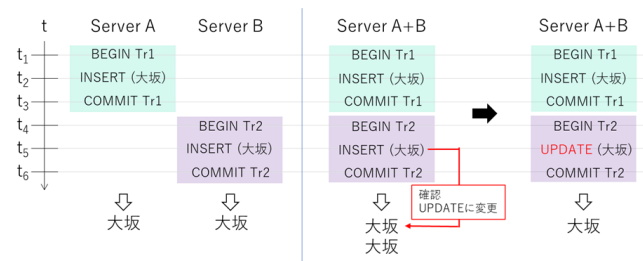 t Server A Server B Server A+B Server A+B
t1 BEGIN Tr1 BEGIN Tr1 BEGIN Tr1
t2 INSERT (大坂) INSERT (大坂) INSERT (大坂)
t3 COMMIT Tr1 COMMIT Tr1 COMMIT Tr1
t4 BEGIN Tr2 BEGIN Tr2 BEGIN Tr2
t5 INSERT (大坂) INSERT (大坂) UPDATE (大坂)
t6 COMMIT Tr2 COMMIT Tr2 COMMIT Tr2
確認
UPDATEに変更
大坂 大坂 大坂 大坂
大坂